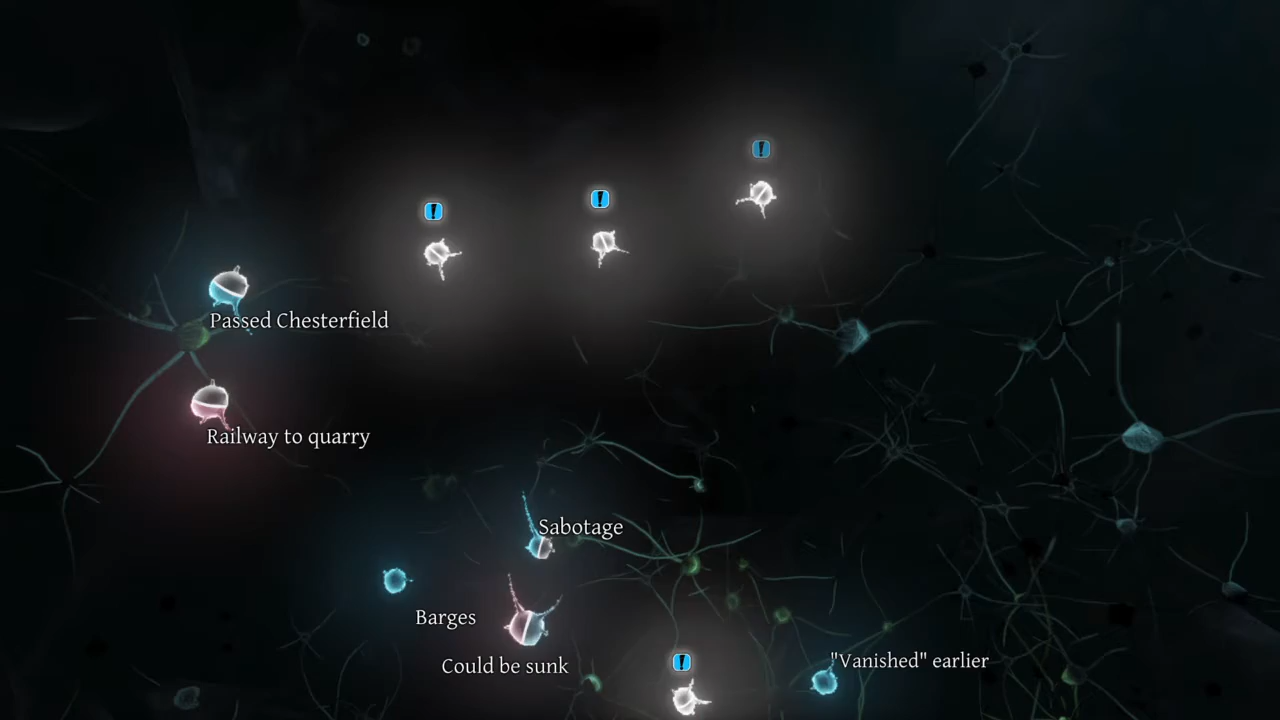 Passed Chesterfield
Railway to quarry
Sabotage
Barges
Could be sunk
"Vanished" earlier